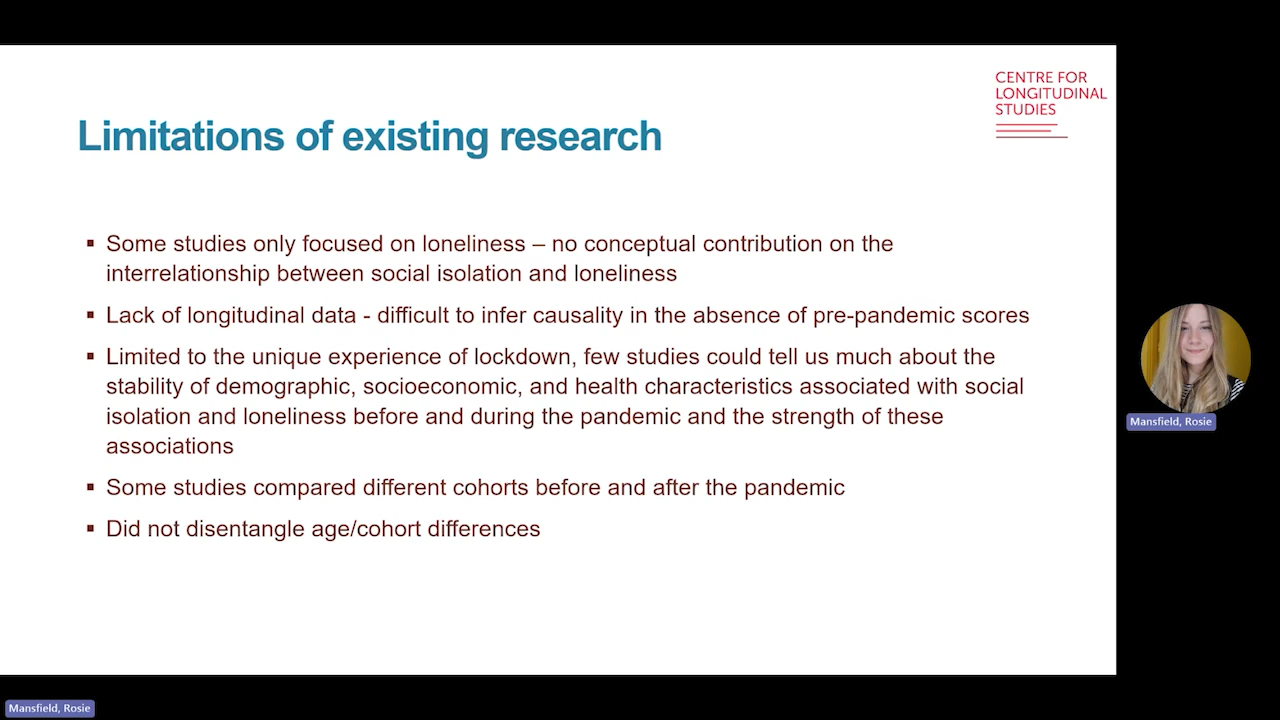 CENTRE FOR
LONGITUDINAL
STUDIES
Limitations of existing research
▪ Some studies only focused on loneliness – no conceptual contribution on the
interrelationship between social isolation and loneliness
▪ Lack of longitudinal data - difficult to infer causality in the absence of pre-pandemic scores
▪ Limited to the unique experience of lockdown, few studies could tell us much about the
stability of demographic, socioeconomic, and health characteristics associated with social
isolation and loneliness before and during the pandemic and the strength of these
associations
▪ Some studies compared different cohorts before and after the pandemic
▪ Did not disentangle age/cohort differences
Mansfield, Rosie
Mansfield, Rosie